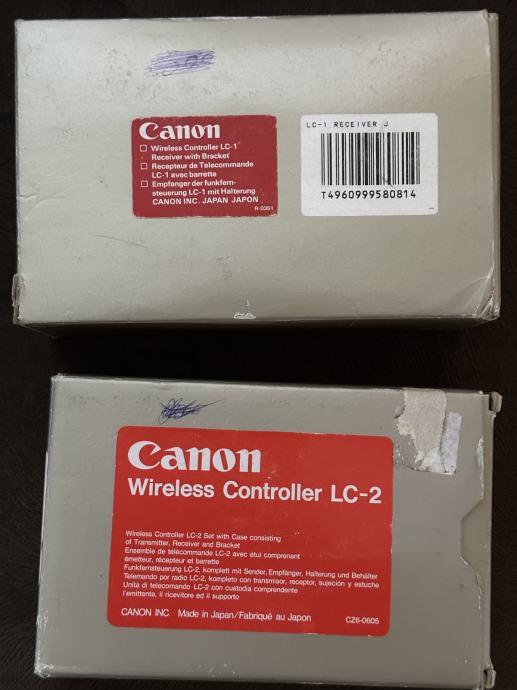 Canon
□ Wireless Controller LC-1
Receiver with Bracket
□ Recepteur de Telecommande
LC-1 avec barrette
□ Empfänger der funkfern-
steuerung LC-1 mit Halterung
CANON INC. JAPAN JAPON
R-0351
LC-1 RECEIVER J
T4960999580814
Canon
Wireless Controller LC-2
Wireless Controller LC-2 Set with Case consisting
of Transmitter, Receiver and Bracket
Ensemble de télécommande LC-2 avec étui comprenant
émetteur, récepteur et barrette
Funkfernsteuerung LC-2, komplett mit Sender, Empfänger, Halterung und Behälter
Telemando por radio LC-2, kompleto con transmisor, receptor, sujeción y estuche
Unita di telecomando LC-2 con custodia comprendente
l'emittente, il ricevitore ed il supporto
CANON INC. Made in Japan/Fabriqué au Japon
CZ6-0605